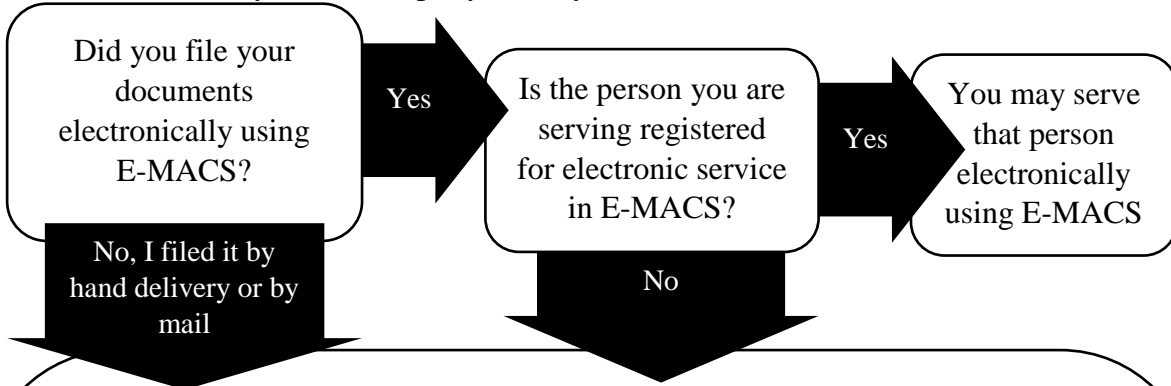 Did you file your
documents
electronically using
E-MACS?
Yes
Is the person you are
serving registered
for electronic service
in E-MACS?
Yes
You may serve
that person
electronically
using E-MACS
No, I filed it by
hand delivery or by
mail
No